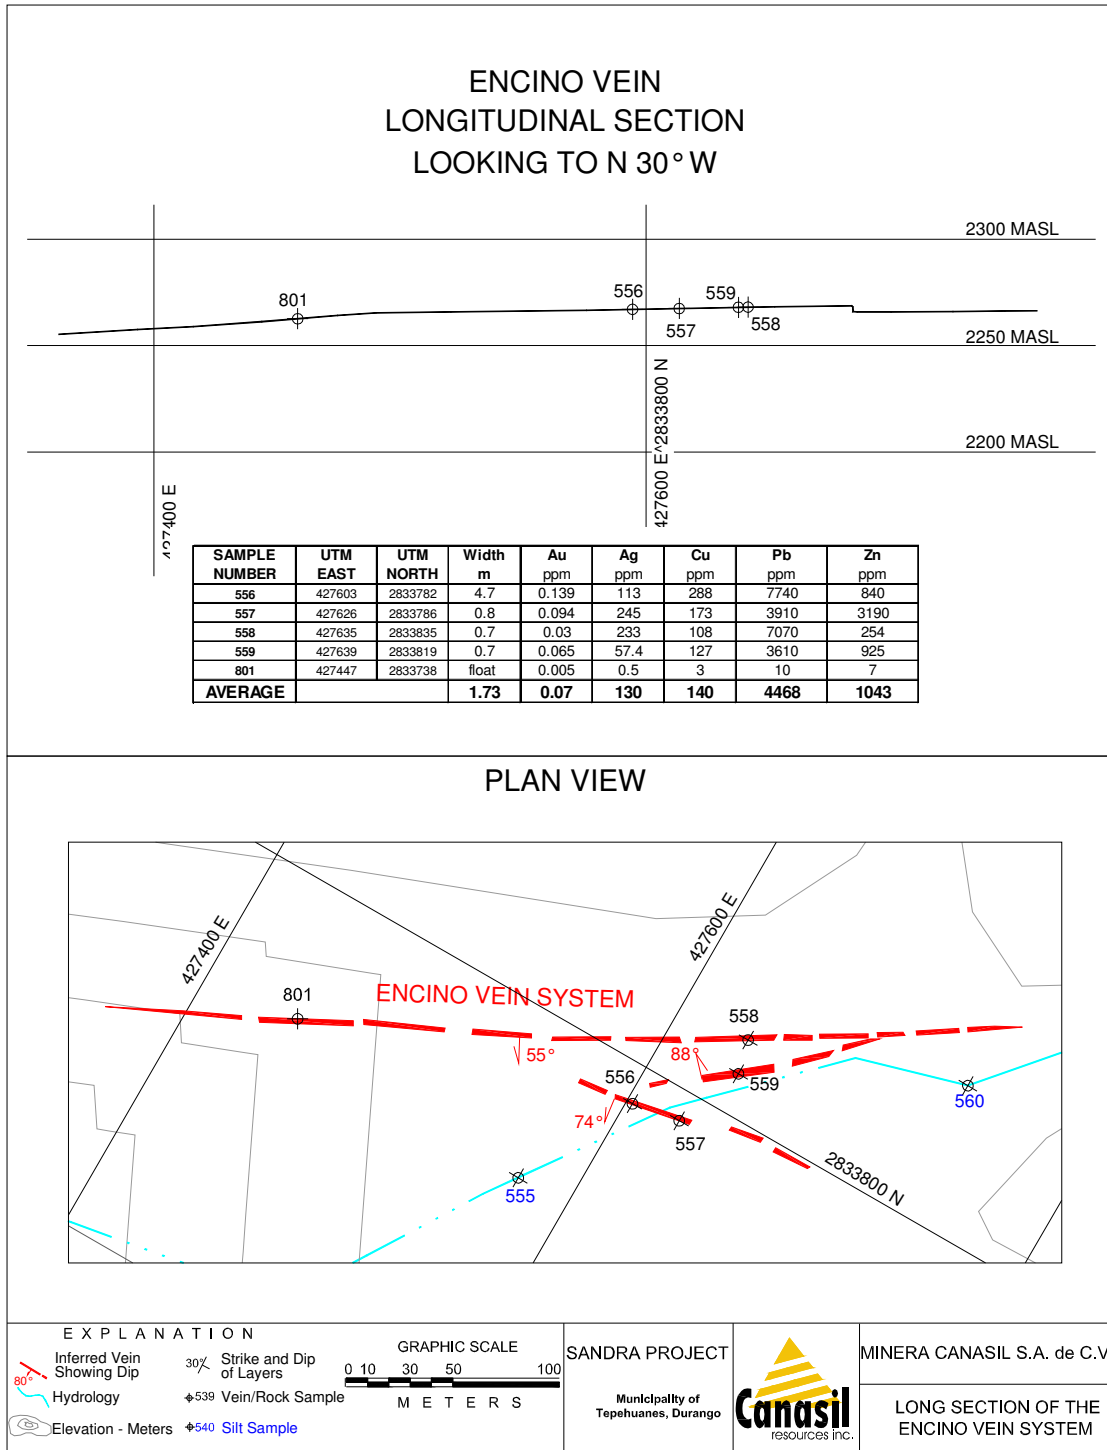 ENCINO VEIN
LONGITUDINAL SECTION
LOOKING TO N 30° W
2300 MASL
801
556
559
557
558
2250 MASL
2200 MASL
427400 E
427600 E^2833800 N
SAMPLE NUMBER UTM EAST UTM NORTH Width m Au ppm Ag ppm Cu ppm Pb ppm Zn ppm
556 427603 2833782 4.7 0.139 113 288 7740 840
557 427626 2833786 0.8 0.094 245 173 3910 3190
558 427635 2833835 0.7 0.03 233 108 7070 254
559 427639 2833819 0.7 0.065 57.4 127 3610 925
801 427447 2833738 float 0.005 0.5 3 10 7
AVERAGE 1.73 0.07 130 140 4468 1043
PLAN VIEW
427400 E
427600 E
801
ENCINO VEIN SYSTEM
558
55°
88°
556
559
560
74°
557
2833800 N
555
EXPLANATION
Inferred Vein
Showing Dip
80°
30°
Strike and Dip
of Layers
Hydrology
539 Vein/Rock Sample
Elevation - Meters
540 Silt Sample
GRAPHIC SCALE
0 10 30 50 100
METERS
SANDRA PROJECT
Municipality of
Tepehuanes, Durango
Canasil
resources inc.
MINERA CANASIL S.A. de C.V
LONG SECTION OF THE
ENCINO VEIN SYSTEM